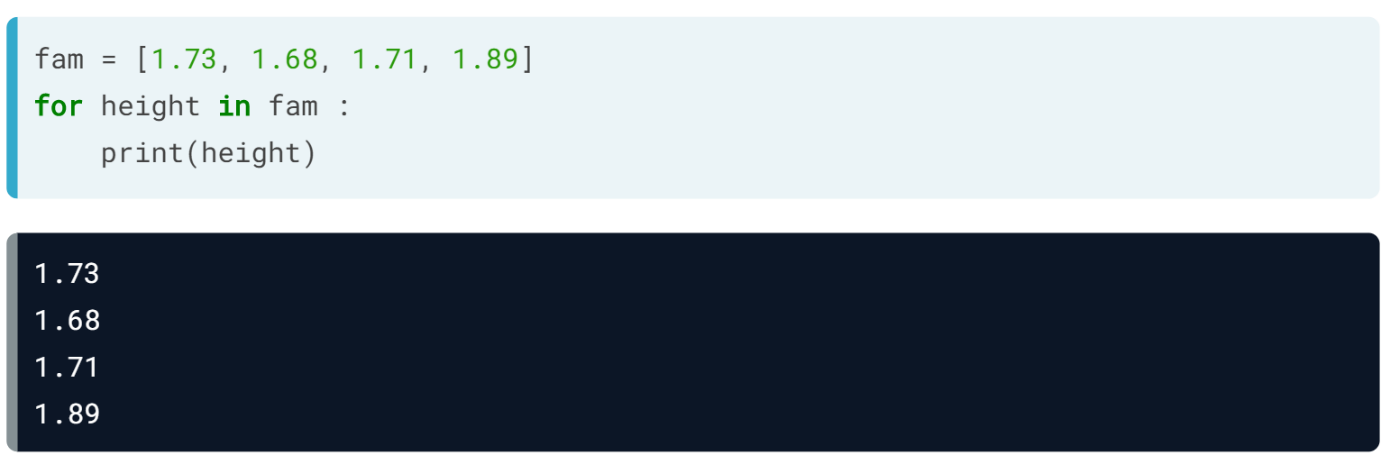 fam = [1.73, 1.68, 1.71, 1.89]
for height in fam :
    print(height)
1.73
1.68
1.71
1.89